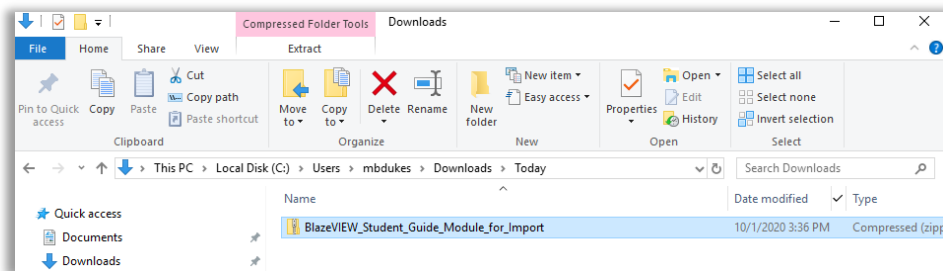 Compressed Folder Tools Downloads
File Home Share View Extract
Pin to Quick access
Copy
Paste
Cut
Copy path
Paste shortcut
Clipboard
Move to
Copy to
Delete
Rename
Organize
New folder
New item
Easy access
New
Properties
Open
Edit
History
Open
Select all
Select none
Invert selection
Select
This PC > Local Disk (C:) > Users > mbdukes > Downloads > Today
Search Downloads
Name Date modified Type
Quick access
Documents
Downloads
BlazeVIEW_Student_Guide_Module_for_Import 10/1/2020 3:36 PM Compressed (zipp